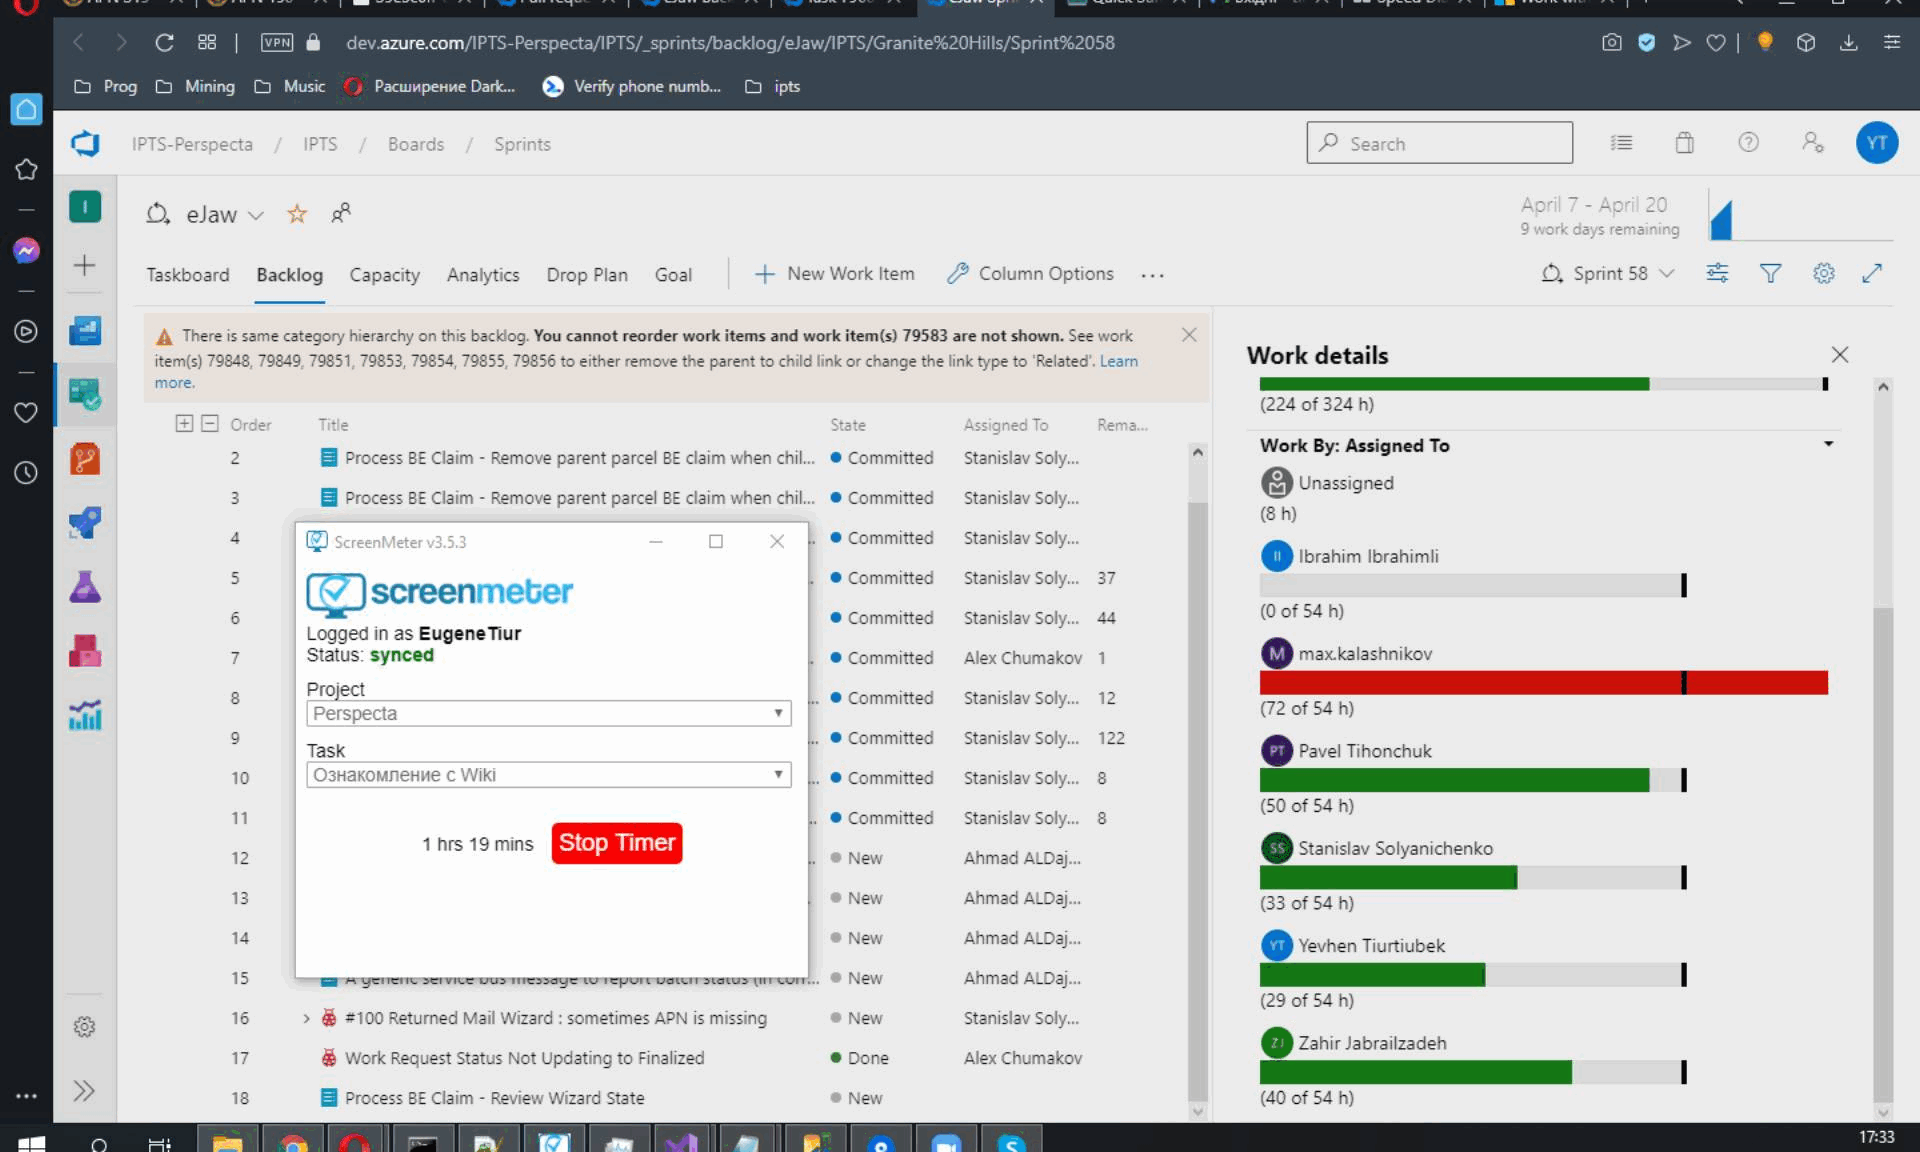 VPN
dev.azure.com/IPTS-Perspecta/IPTS/_sprints/backlog/eJaw/IPTS/Granite%20Hills/Sprint%2058
Prog
Mining
Music
Расширение Dark...
Verify phone numb...
ipts
IPTS-Perspecta / IPTS / Boards / Sprints
Search
YT
I
eJaw
April 7 - April 20
9 work days remaining
Taskboard
Backlog
Capacity
Analytics
Drop Plan
Goal
New Work Item
Column Options
Sprint 58
There is same category hierarchy on this backlog. You cannot reorder work items and work item(s) 79583 are not shown. See work
item(s) 79848, 79849, 79851, 79853, 79854, 79855, 79856 to either remove the parent to child link or change the link type to 'Related'. Learn
more.
Order Title State Assigned To Rema...
2 Process BE Claim - Remove parent parcel BE claim when chil... Committed Stanislav Soly...
3 Process BE Claim - Remove parent parcel BE claim when chil... Committed Stanislav Soly...
4 Committed Stanislav Soly...
5 Committed Stanislav Soly... 37
6 Committed Stanislav Soly... 44
7 Committed Alex Chumakov 1
8 Committed Stanislav Soly... 12
9 Committed Stanislav Soly... 122
10 Committed Stanislav Soly... 8
11 Committed Stanislav Soly... 8
12 New Ahmad ALDaj...
13 New Ahmad ALDaj...
14 New Ahmad ALDaj...
15 A generic service bus message to report batch status (in com... New Ahmad ALDaj...
16 #100 Returned Mail Wizard : sometimes APN is missing New Stanislav Soly...
17 Work Request Status Not Updating to Finalized Done Alex Chumakov
18 Process BE Claim - Review Wizard State New
ScreenMeter v3.5.3
screenmeter
Logged in as EugeneTiur
Status: synced
Project
Perspecta
Task
Ознакомление с Wiki
1 hrs 19 mins
Stop Timer
Work details
(224 of 324 h)
Work By: Assigned To
Unassigned
(8 h)
II Ibrahim Ibrahimli
(0 of 54 h)
M max.kalashnikov
(72 of 54 h)
PT Pavel Tihonchuk
(50 of 54 h)
SS Stanislav Solyanichenko
(33 of 54 h)
YT Yevhen Tiurtiubek
(29 of 54 h)
ZJ Zahir Jabrailzadeh
(40 of 54 h)
17:33